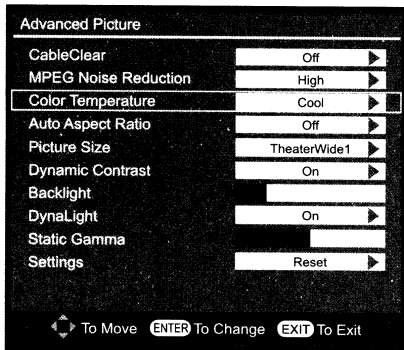 Advanced Picture
CableClear Off
MPEG Noise Reduction High
Color Temperature Cool
Auto Aspect Ratio Off
Picture Size TheaterWide1
Dynamic Contrast On
Backlight
DynaLight On
Static Gamma
Settings Reset
To Move ENTER To Change EXIT To Exit